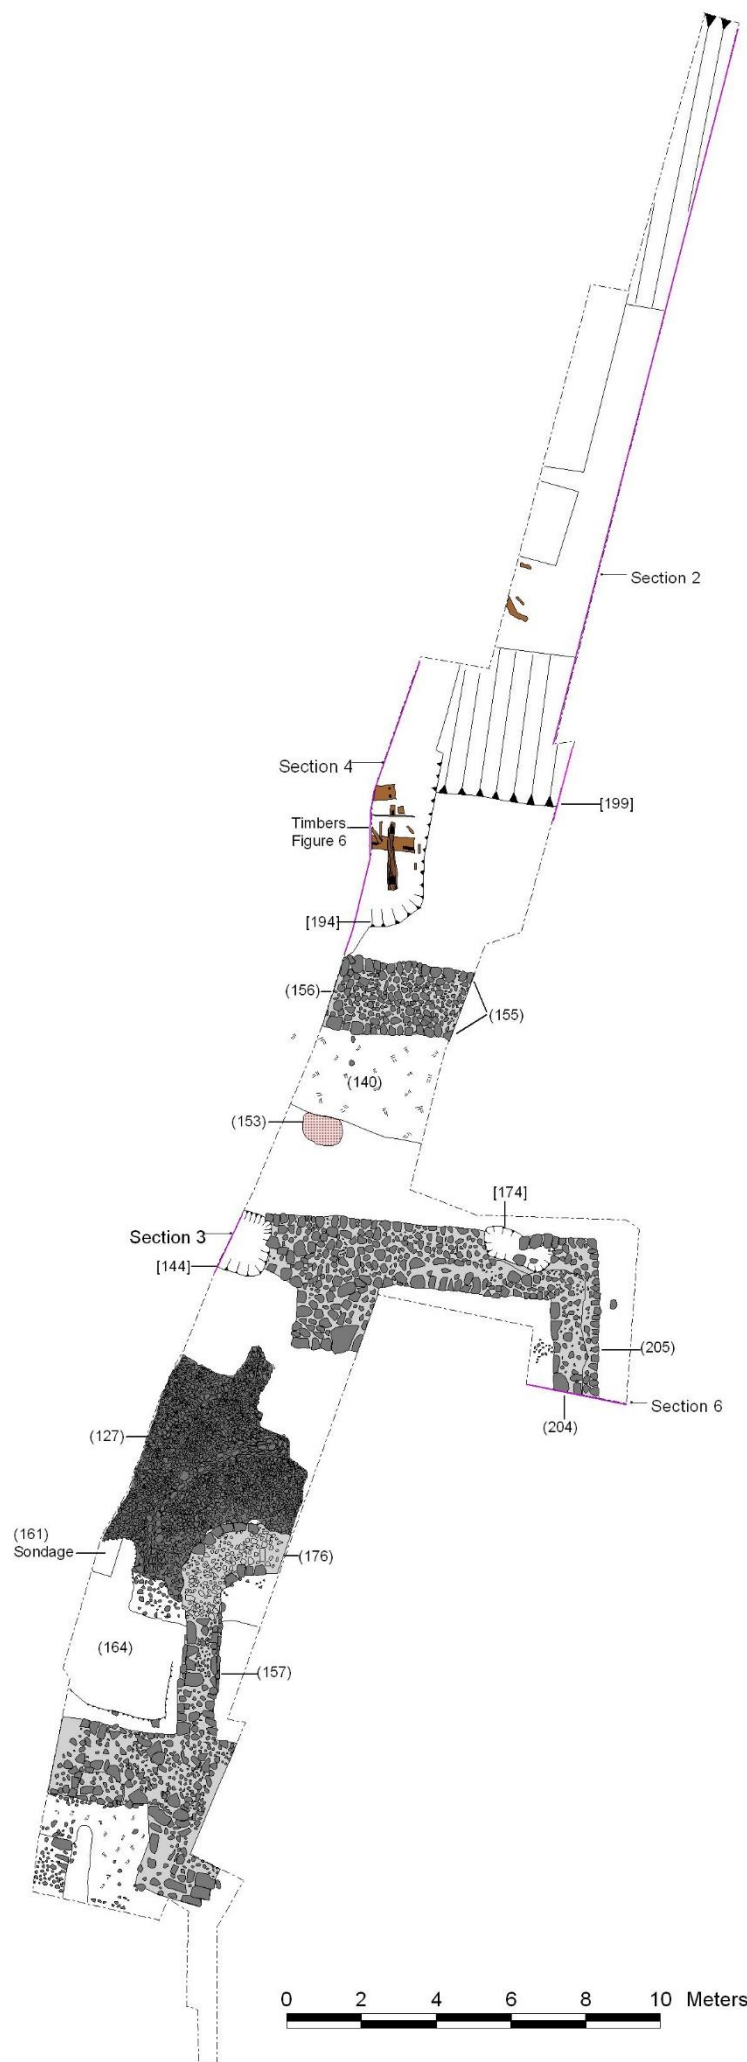 Section 2
Section 4
[199]
Timbers
Figure 6
[194]
(156)
(155)
(140)
(153)
[174]
Section 3
[144]
(205)
Section 6
(204)
(127)
(161)
Sondage
(176)
(164)
(157)
0 2 4 6 8 10 Meters